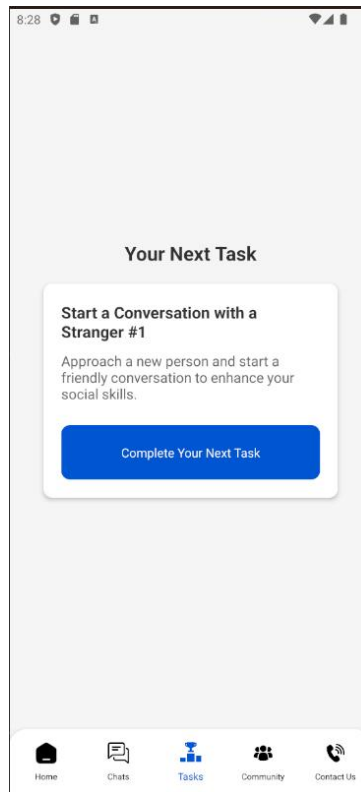 8:28
Your Next Task
Start a Conversation with a
Stranger #1
Approach a new person and start a
friendly conversation to enhance your
social skills.
Complete Your Next Task
Home Chats Tasks Community Contact Us